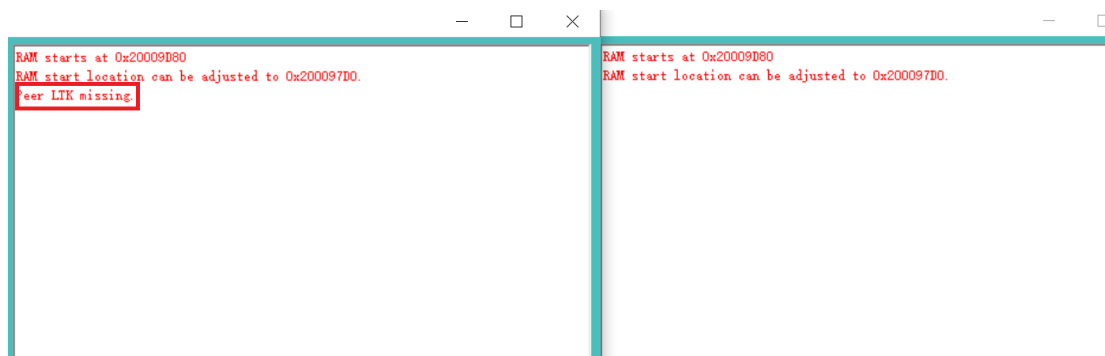 RAM starts at 0x20009D80
RAM start location can be adjusted to 0x200097D0.
Peer LTK missing.
RAM starts at 0x20009D80
RAM start location can be adjusted to 0x200097D0.